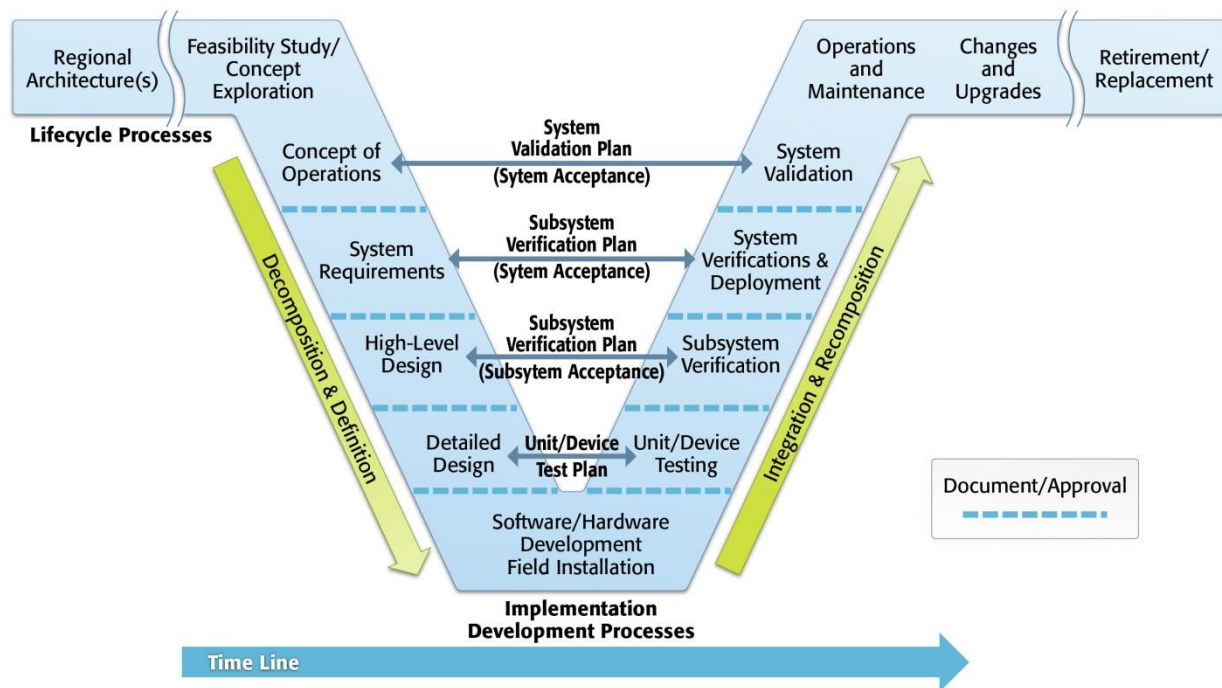 Regional
Architecture(s)
Feasibility Study/
Concept
Exploration
Operations
and
Maintenance
Changes
and
Upgrades
Retirement/
Replacement
Lifecycle Processes
Concept of
Operations
System
Validation Plan
(Sytem Acceptance)
System
Validation
System
Requirements
Subsystem
Verification Plan
(Sytem Acceptance)
System
Verifications &
Deployment
High-Level
Design
Subsystem
Verification Plan
(Subsytem Acceptance)
Subsystem
Verification
Detailed
Design
Unit/Device
Test Plan
Unit/Device
Testing
Decomposition & Definition
Integration & Recomposition
Document/Approval
Software/Hardware
Development
Field Installation
Implementation
Development Processes
Time Line